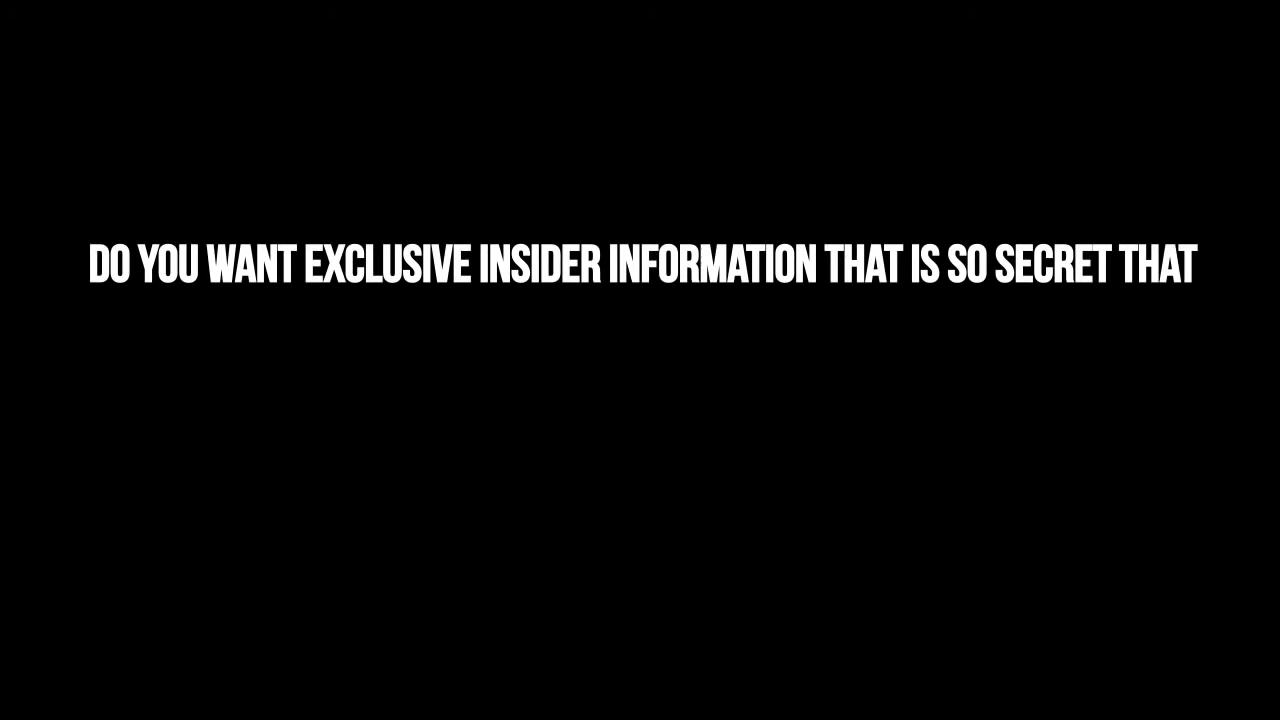 DO YOU WANT EXCLUSIVE INSIDER INFORMATION THAT IS SO SECRET THAT